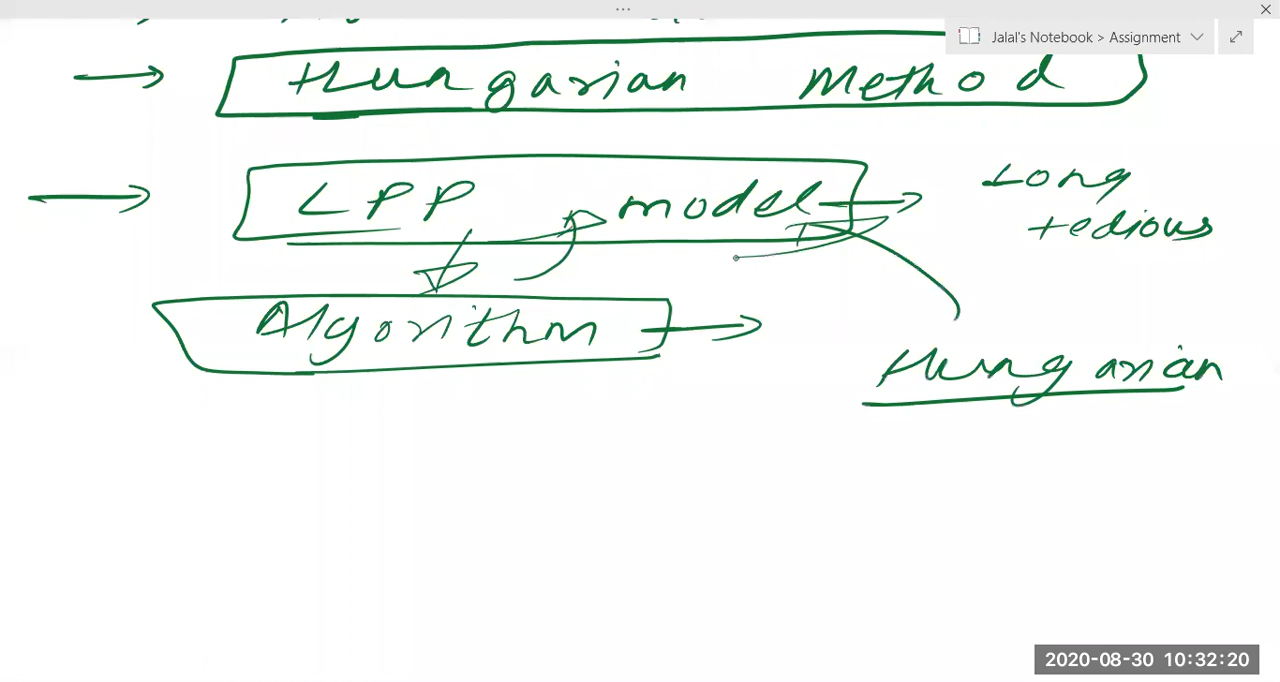 Jalal's Notebook > Assignment
Hungarian Method
LPP model
Long
tedious
Algorithm
Hungarian
2020-08-30 10:32:20